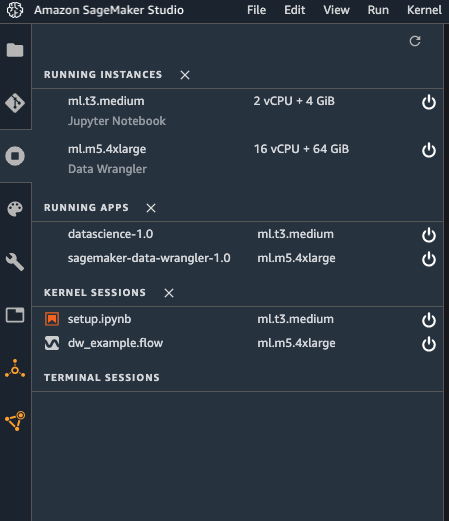 Amazon SageMaker Studio File Edit View Run Kernel
RUNNING INSTANCES
ml.t3.medium 2 vCPU + 4 GiB
Jupyter Notebook
ml.m5.4xlarge 16 vCPU + 64 GiB
Data Wrangler
RUNNING APPS
datascience-1.0 ml.t3.medium
sagemaker-data-wrangler-1.0 ml.m5.4xlarge
KERNEL SESSIONS
setup.ipynb ml.t3.medium
dw_example.flow ml.m5.4xlarge
TERMINAL SESSIONS